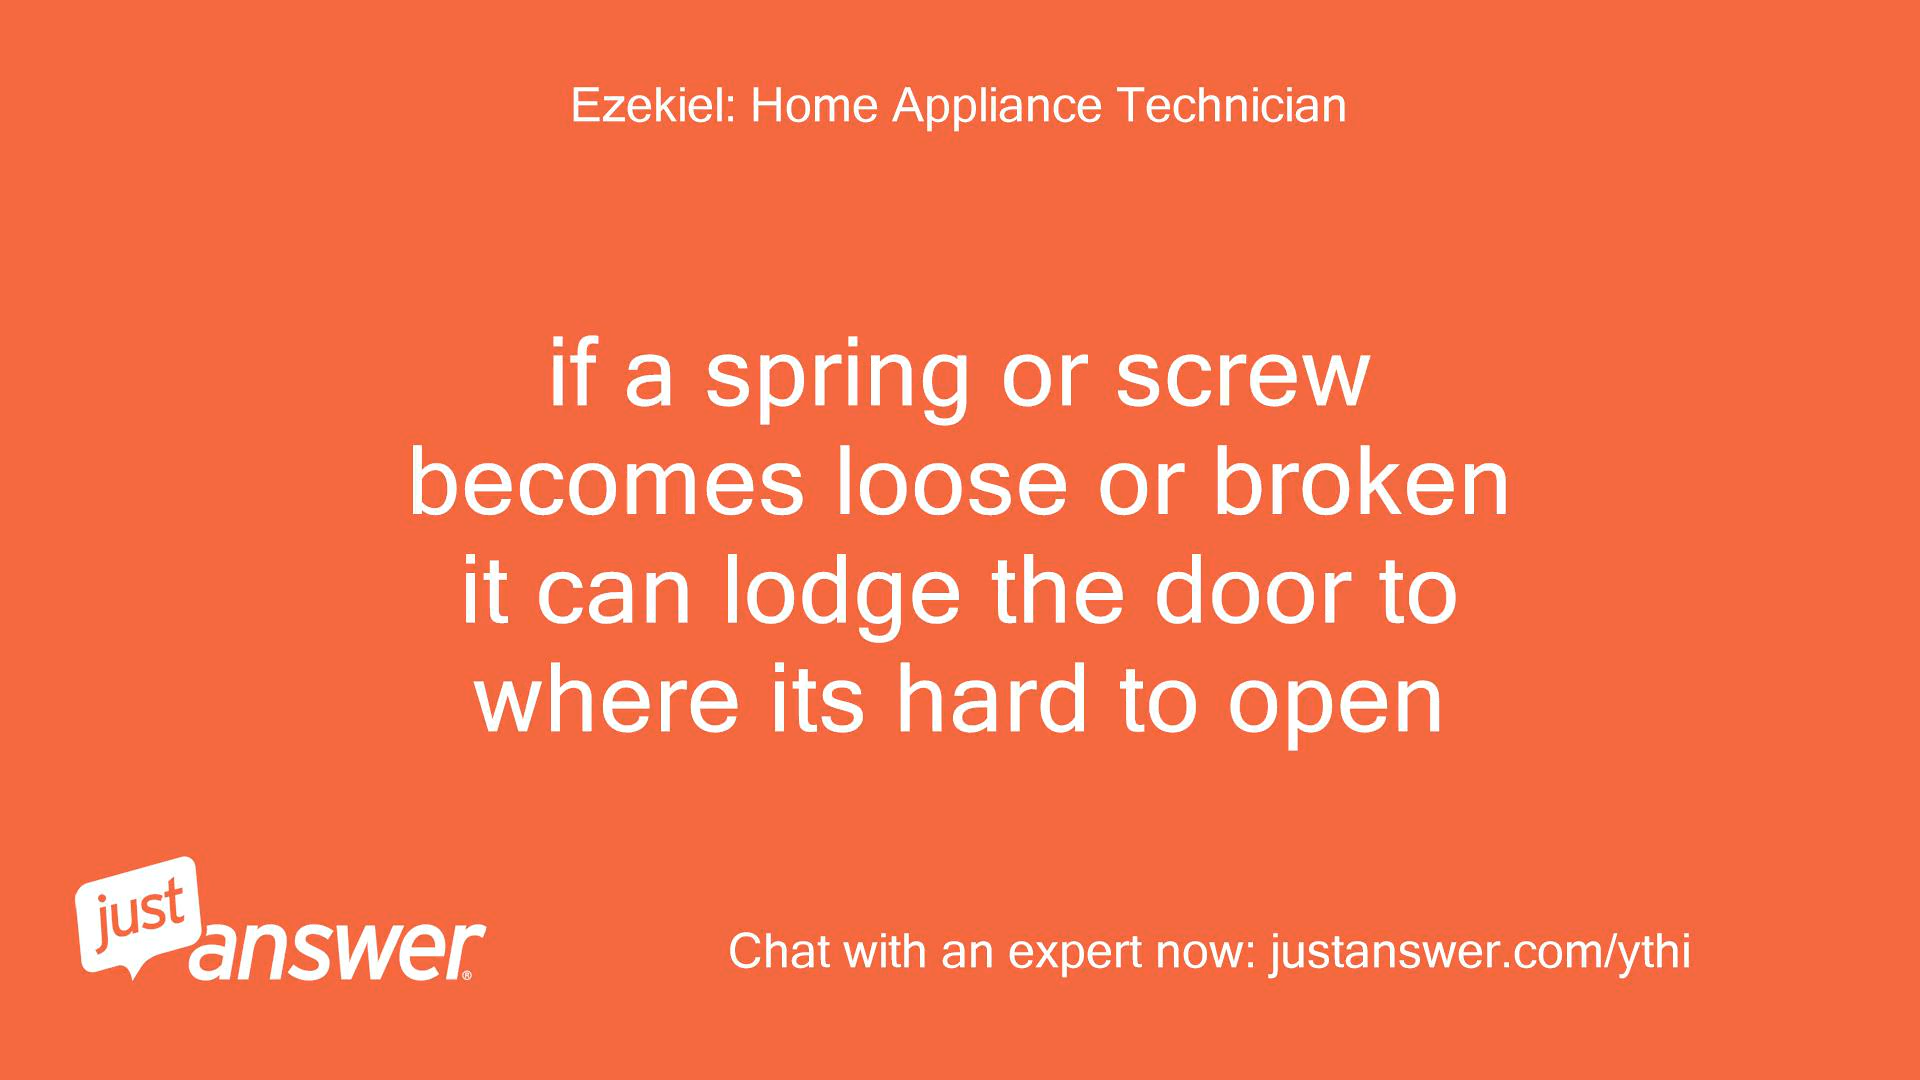 Ezekiel: Home Appliance Technician
if a spring or screw
becomes loose or broken
it can lodge the door to
where its hard to open
just
answer®
Chat with an expert now: justanswer.com/ythi